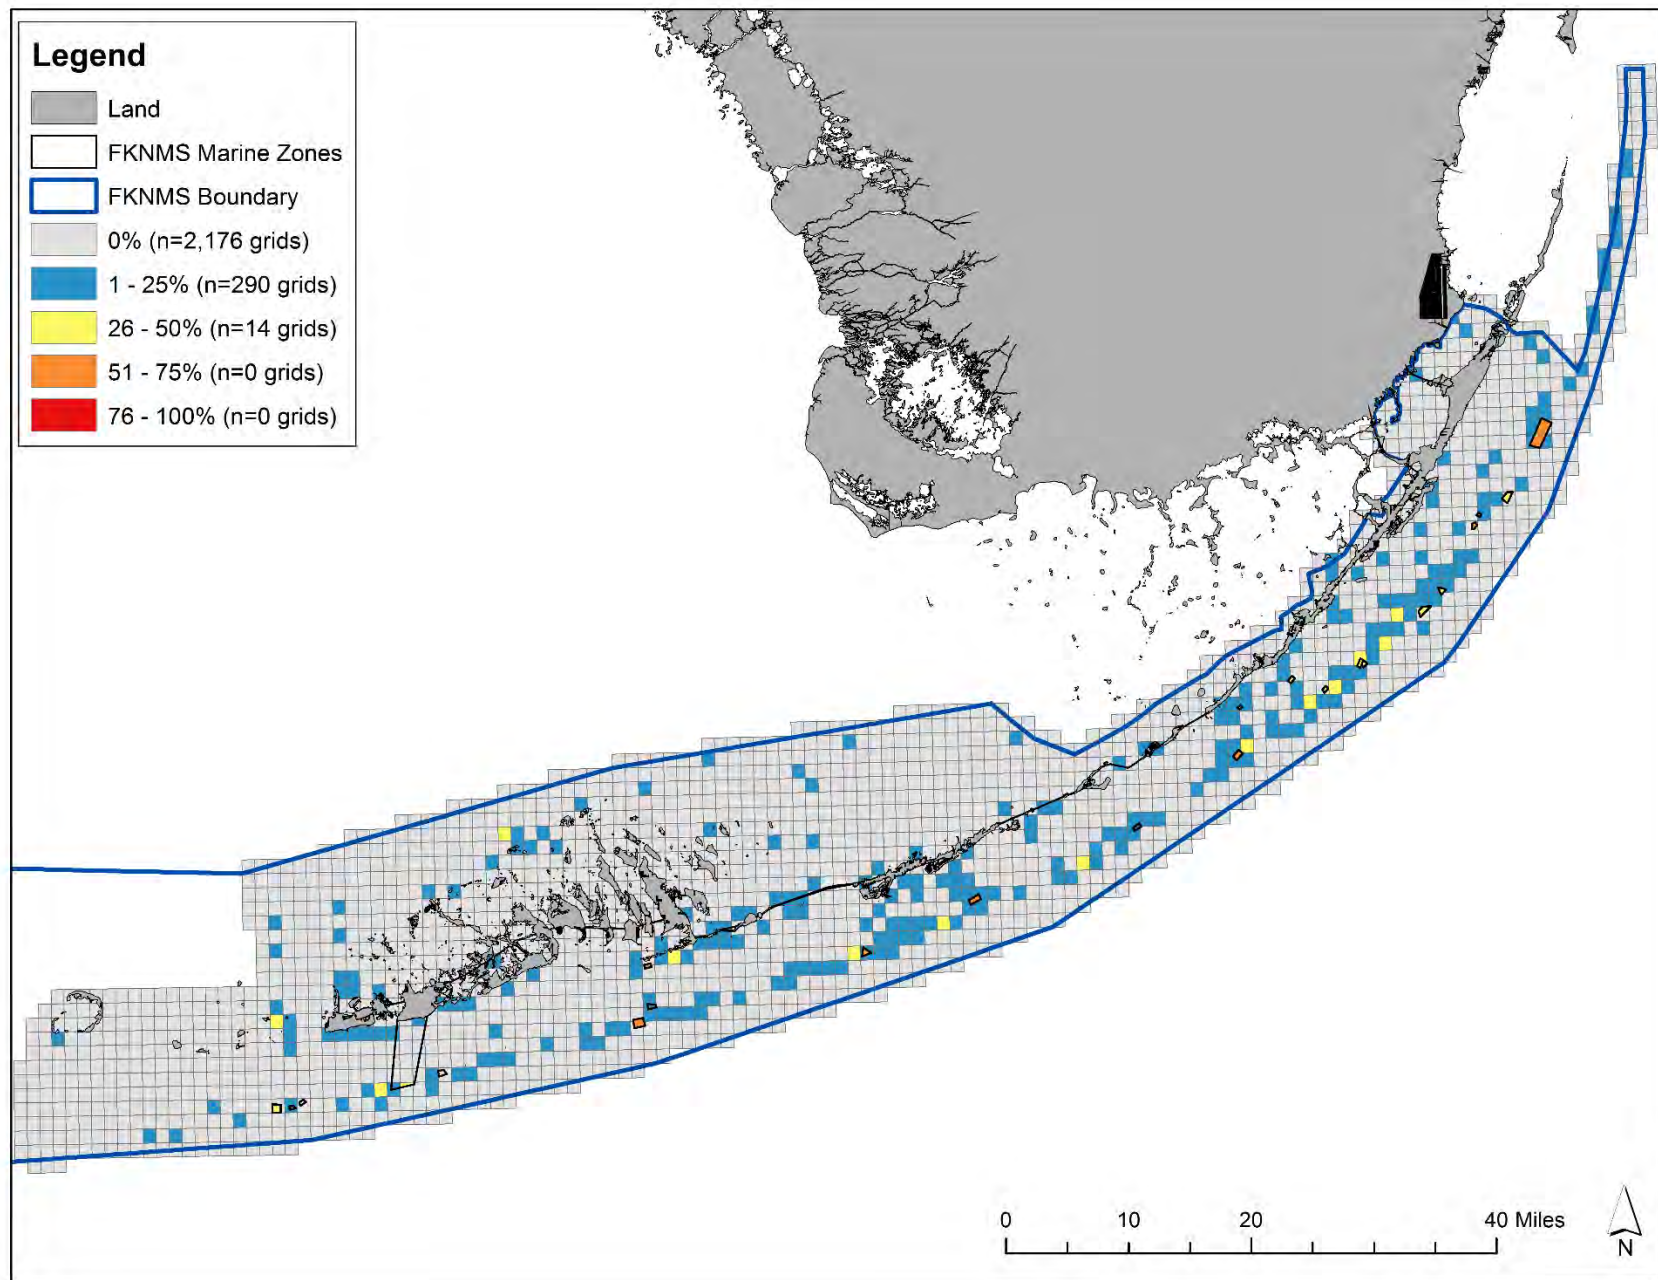 Legend
Land
FKNMS Marine Zones
FKNMS Boundary
0% (n=2,176 grids)
1 - 25% (n=290 grids)
26 - 50% (n=14 grids)
51 - 75% (n=0 grids)
76 - 100% (n=0 grids)
0 10 20 40 Miles
N